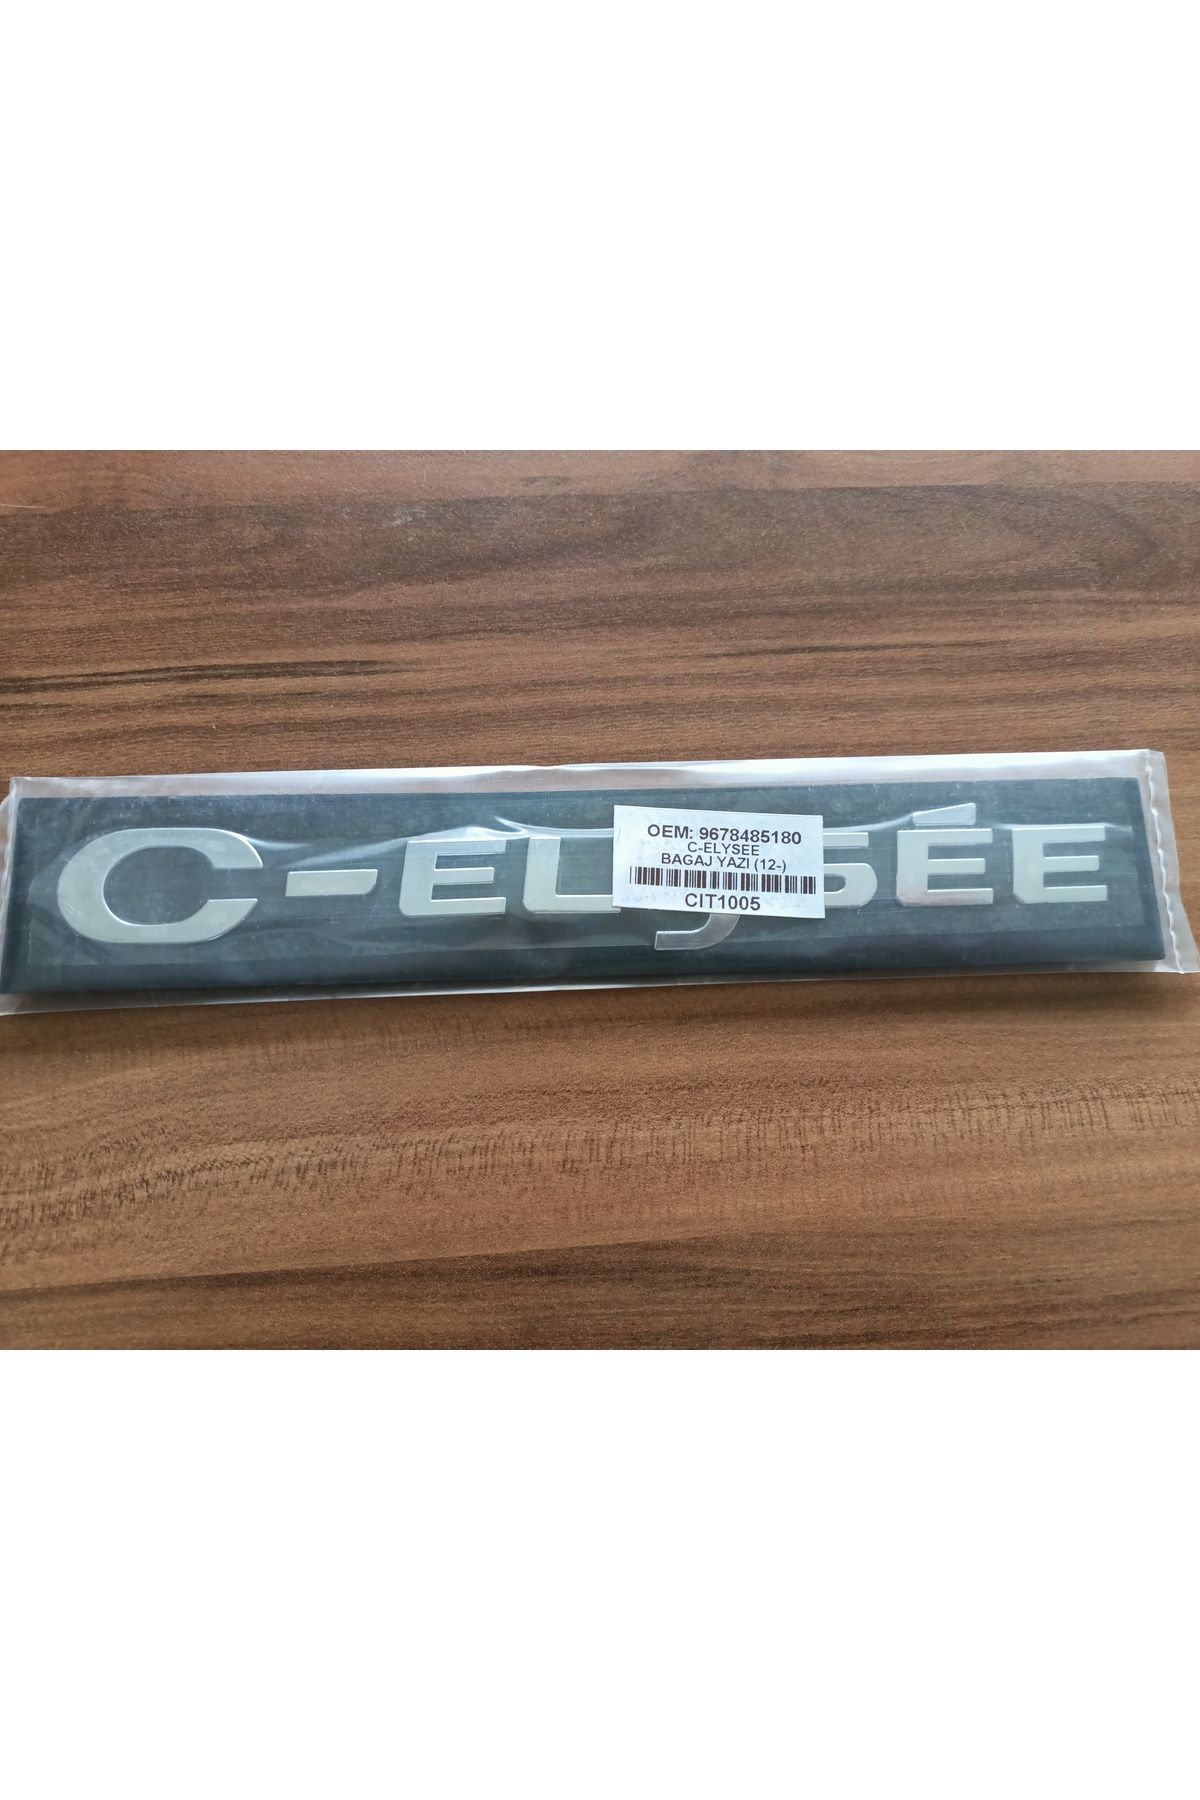 C-ELYSÉE
OEM: 9678485180
C-ELYSEE
BAGAJ YAZI (12-)
CIT1005